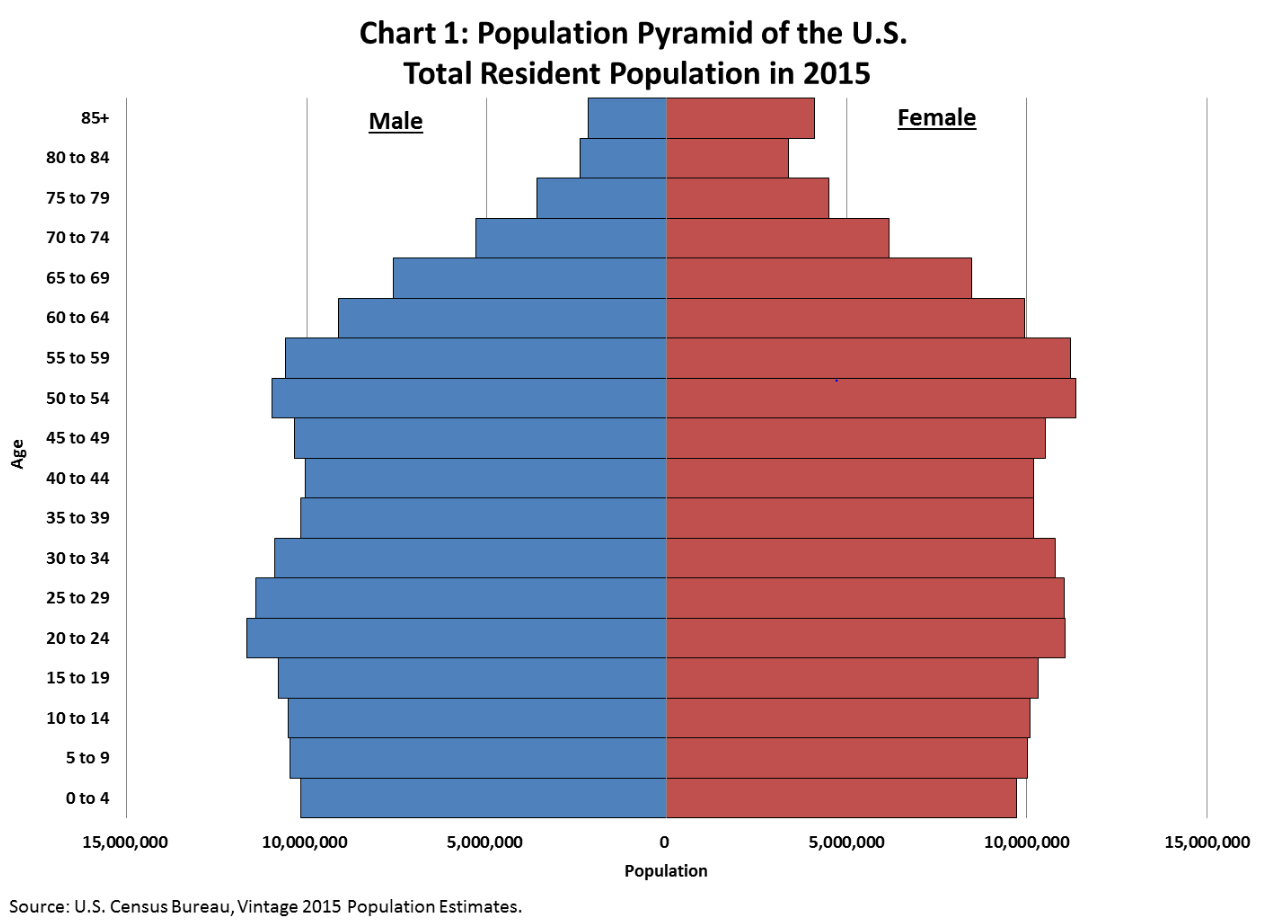 Chart 1: Population Pyramid of the U.S.
Total Resident Population in 2015
Male
Female
85+
80 to 84
75 to 79
70 to 74
65 to 69
60 to 64
55 to 59
50 to 54
45 to 49
40 to 44
35 to 39
30 to 34
25 to 29
20 to 24
15 to 19
10 to 14
5 to 9
0 to 4
Age
15,000,000 10,000,000 5,000,000 0 5,000,000 10,000,000 15,000,000
Population
Source: U.S. Census Bureau, Vintage 2015 Population Estimates.